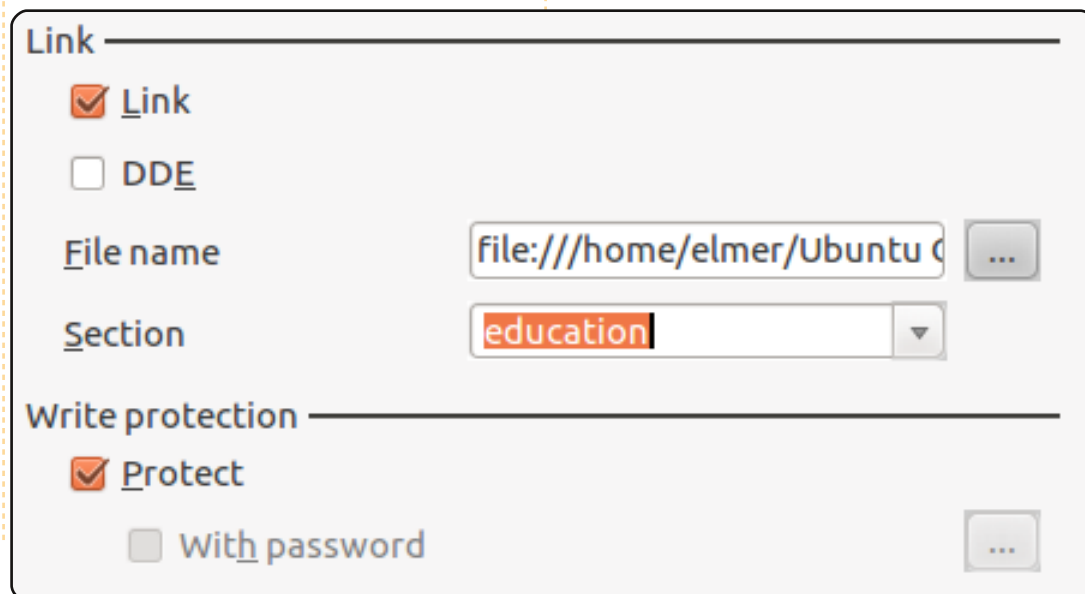 Link
Link
DDE
File name file:///home/elmer/Ubuntu ...
Section education
Write protection
Protect
With password ...